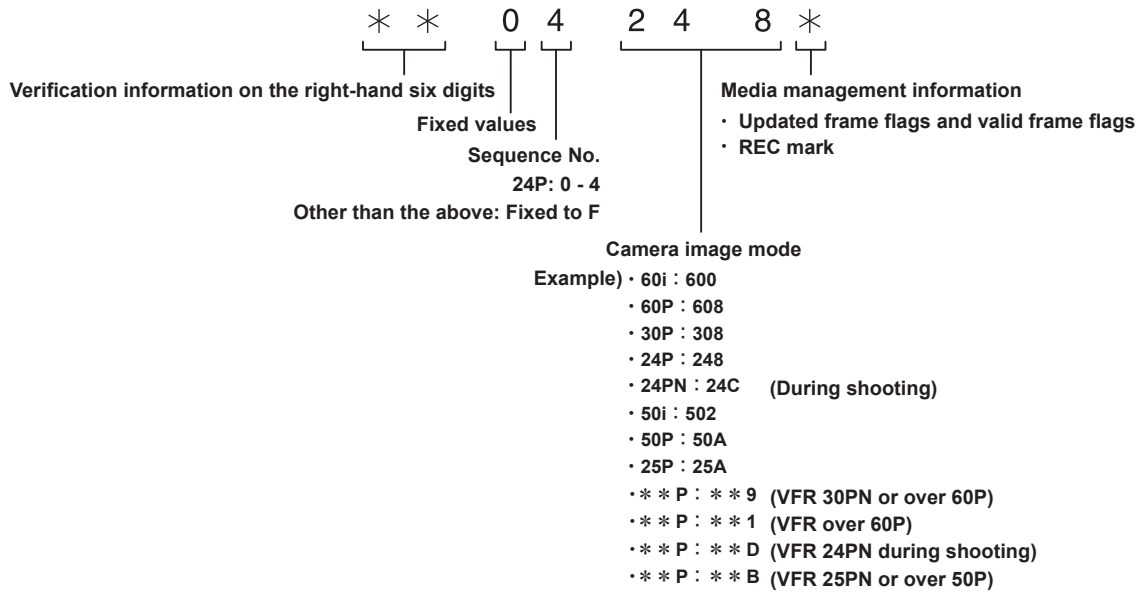 ＊ ＊ 0 4 2 4 8 ＊
Verification information on the right-hand six digits
Media management information
Fixed values
・ Updated frame flags and valid frame flags
Sequence No.
・ REC mark
24P: 0 - 4
Other than the above: Fixed to F
Camera image mode
Example)・60i：600
・60P：608
・30P：308
・24P：248
・24PN：24C (During shooting)
・50i：502
・50P：50A
・25P：25A
・＊＊P：＊＊9 (VFR 30PN or over 60P)
・＊＊P：＊＊1 (VFR over 60P)
・＊＊P：＊＊D (VFR 24PN during shooting)
・＊＊P：＊＊B (VFR 25PN or over 50P)